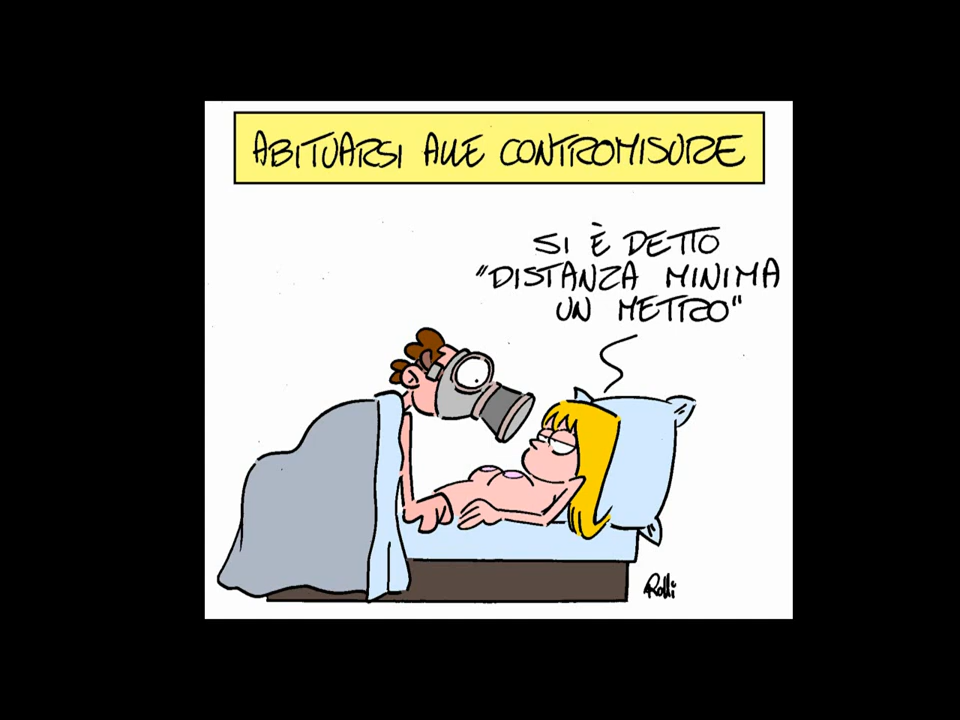 ABITUARSI ALLE CONTROMISURE
SI È DETTO
"DISTANZA MINIMA
UN METRO"
Rolli